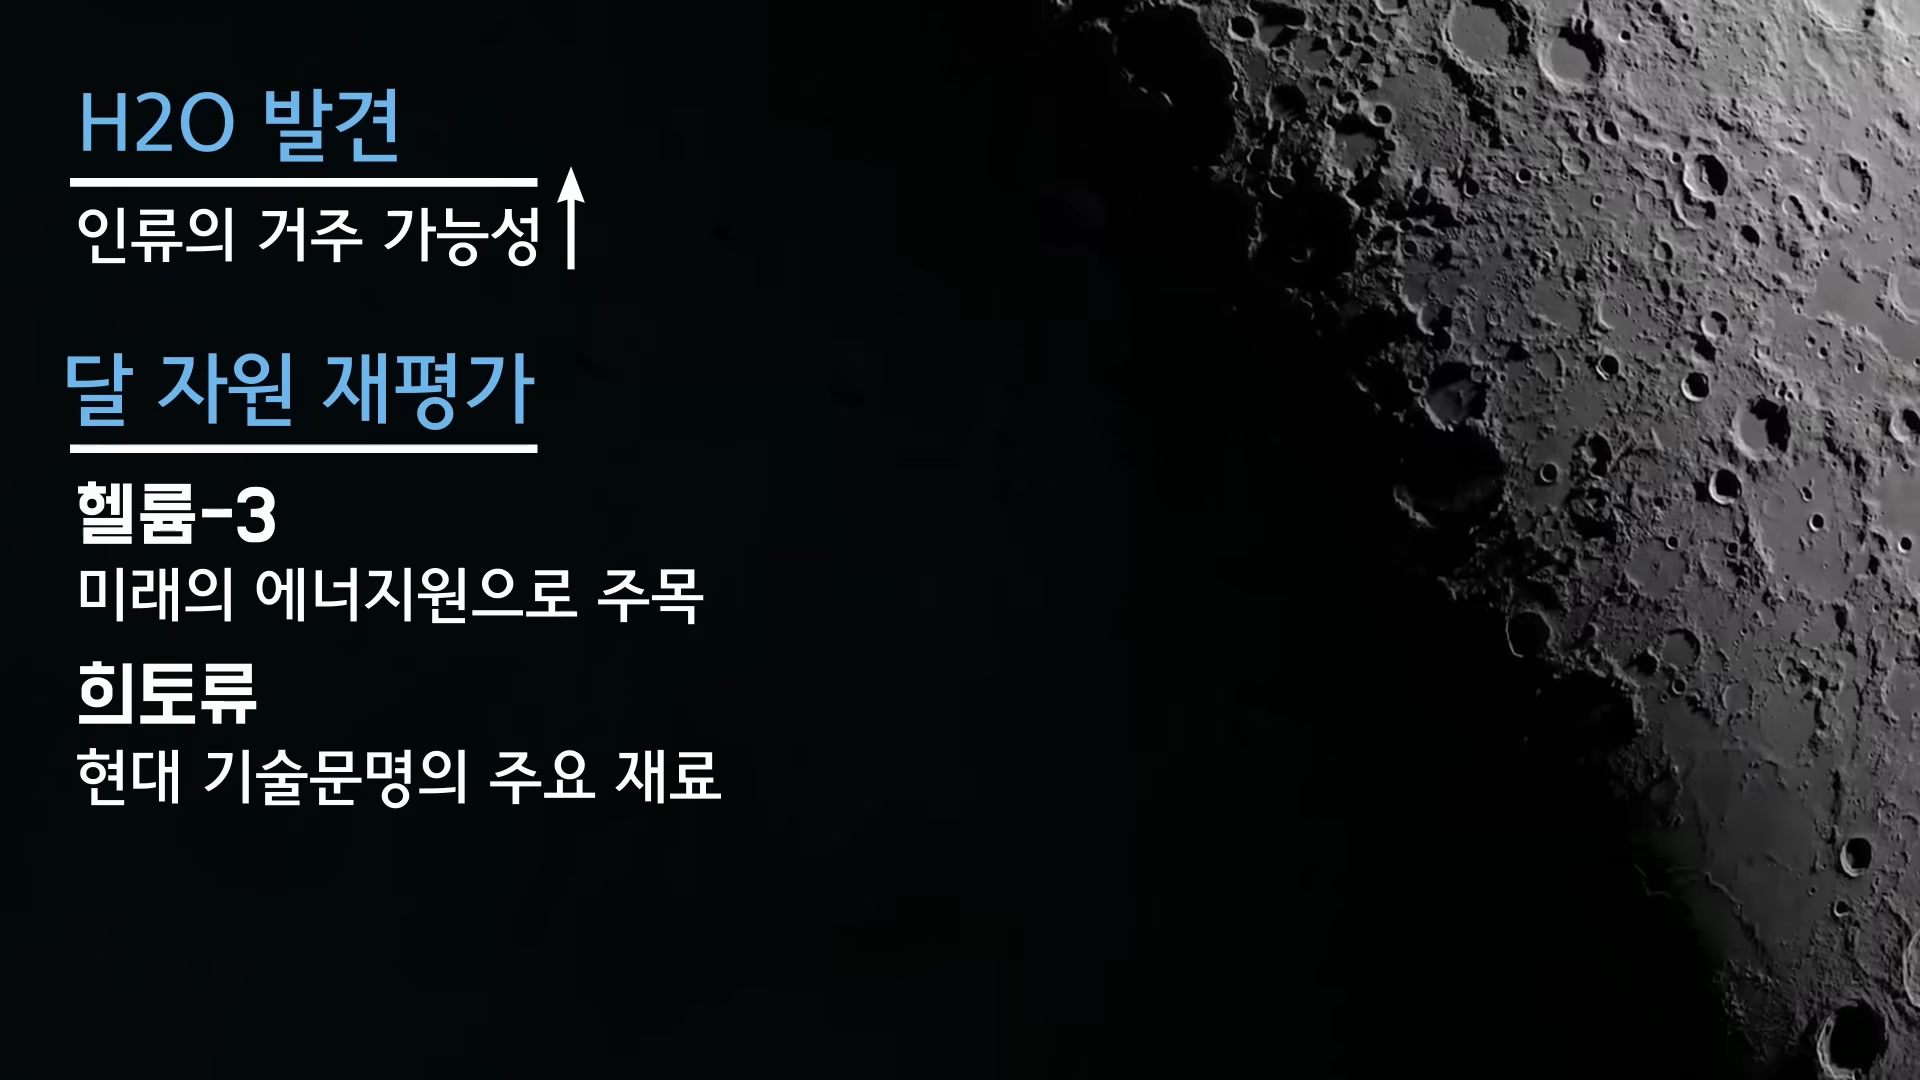 H2O 발견
인류의 거주 가능성↑
달 자원 재평가
헬륨-3
미래의 에너지원으로 주목
희토류
현대 기술문명의 주요 재료